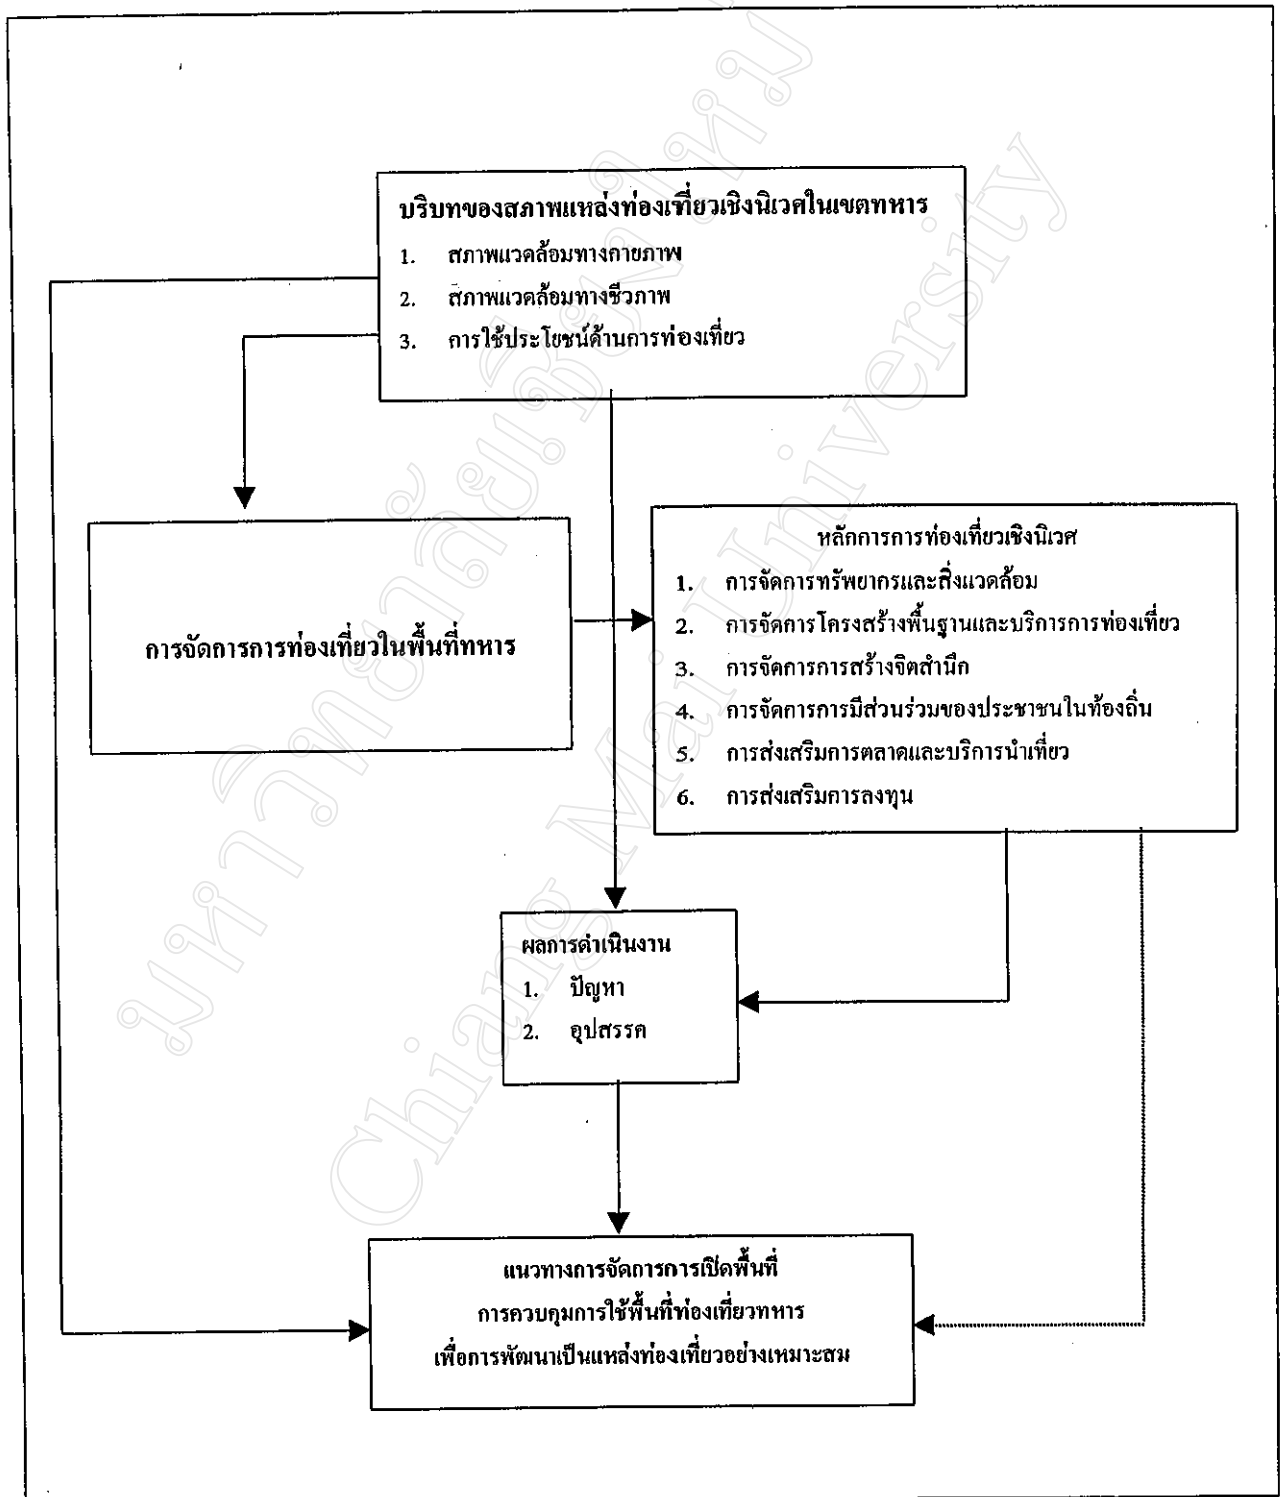 บริบทของสภาพแหล่งท่องเที่ยวเชิงนิเวศในเขตทหาร
1. สภาพแวดล้อมทางกายภาพ
2. สภาพแวดล้อมทางชีวภาพ
3. การใช้ประโยชน์ด้านการท่องเที่ยว
การจัดการการท่องเที่ยวในพื้นที่ทหาร
หลักการการท่องเที่ยวเชิงนิเวศ
1. การจัดการทรัพยากรและสิ่งแวดล้อม
2. การจัดการโครงสร้างพื้นฐานและบริการการท่องเที่ยว
3. การจัดการการสร้างจิตสำนึก
4. การจัดการการมีส่วนร่วมของประชาชนในท้องถิ่น
5. การส่งเสริมการตลาดและบริการนำเที่ยว
6. การส่งเสริมการลงทุน
ผลการดำเนินงาน
1. ปัญหา
2. อุปสรรค
แนวทางการจัดการการเปิดพื้นที่
การควบคุมการใช้พื้นที่ท่องเที่ยวทหาร
เพื่อการพัฒนาเป็นแหล่งท่องเที่ยวอย่างเหมาะสม
มหาวิทยาลัยเชียงใหม่
Chiang Mai University